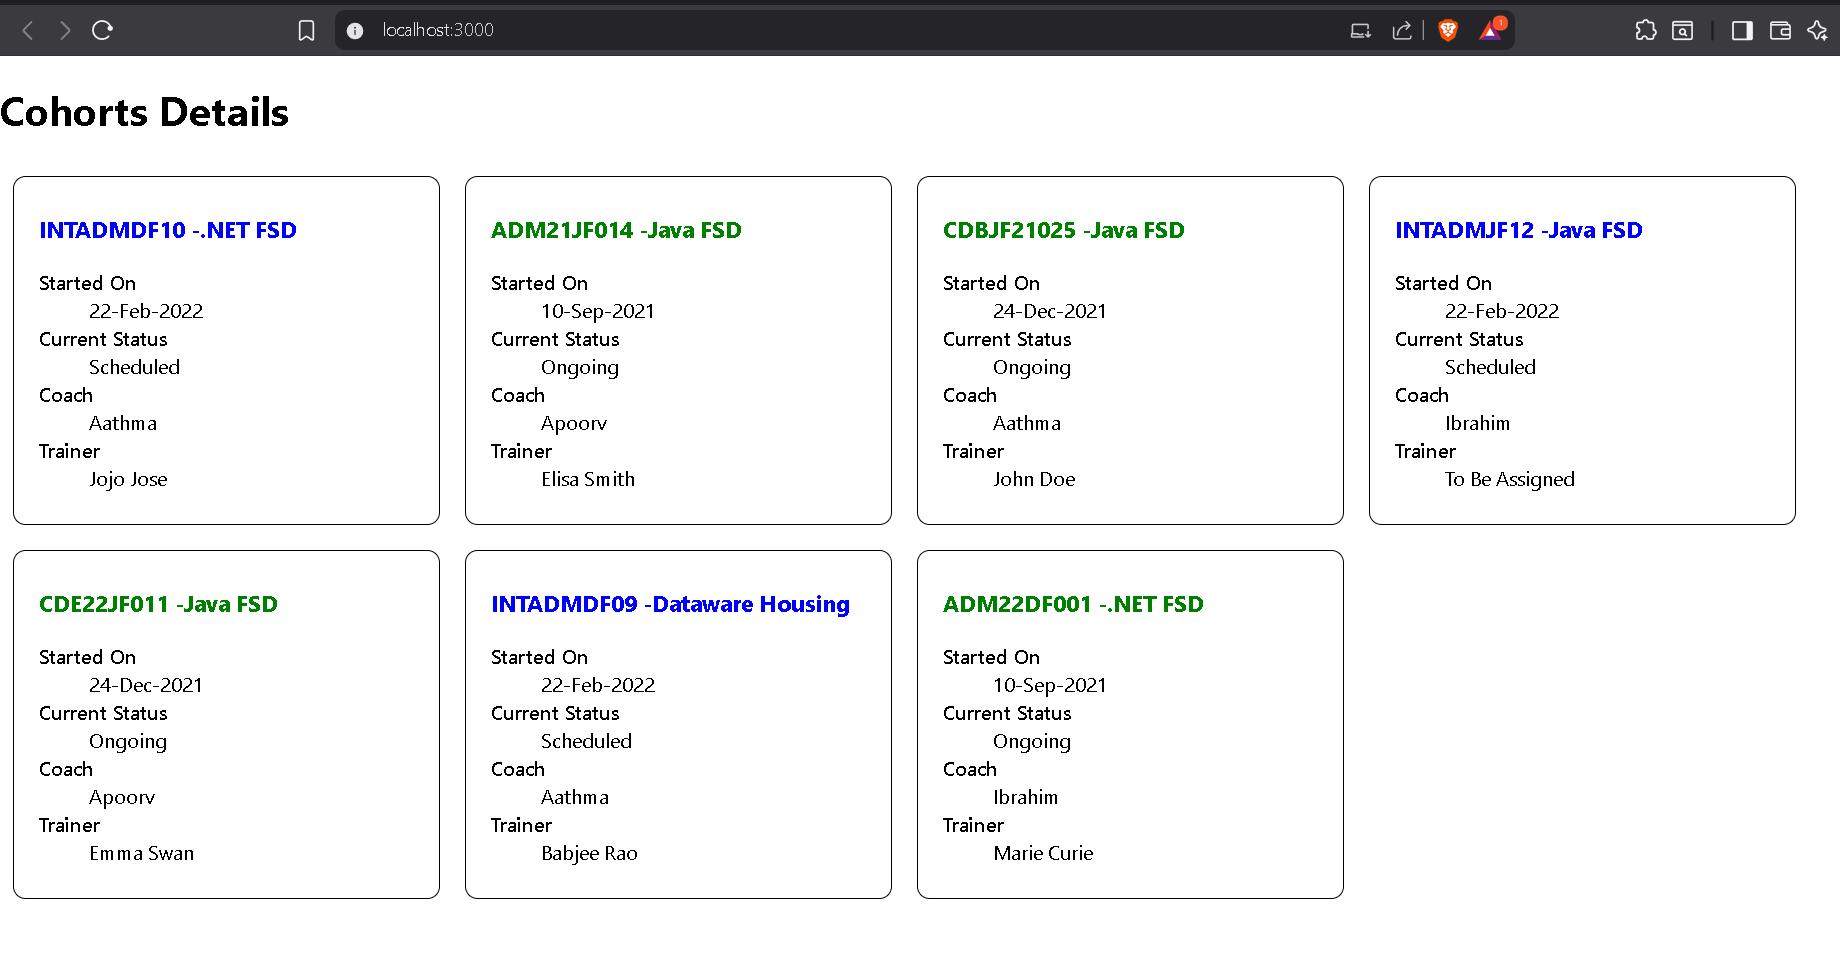 localhost:3000
1
Cohorts Details
INTADMDF10 -.NET FSD
Started On
22-Feb-2022
Current Status
Scheduled
Coach
Aathma
Trainer
Jojo Jose
ADM21JF014 -Java FSD
Started On
10-Sep-2021
Current Status
Ongoing
Coach
Apoorv
Trainer
Elisa Smith
CDBJF21025 -Java FSD
Started On
24-Dec-2021
Current Status
Ongoing
Coach
Aathma
Trainer
John Doe
INTADMJF12 -Java FSD
Started On
22-Feb-2022
Current Status
Scheduled
Coach
Ibrahim
Trainer
To Be Assigned
CDE22JF011 -Java FSD
Started On
24-Dec-2021
Current Status
Ongoing
Coach
Apoorv
Trainer
Emma Swan
INTADMDF09 -Dataware Housing
Started On
22-Feb-2022
Current Status
Scheduled
Coach
Aathma
Trainer
Babjee Rao
ADM22DF001 -.NET FSD
Started On
10-Sep-2021
Current Status
Ongoing
Coach
Ibrahim
Trainer
Marie Curie